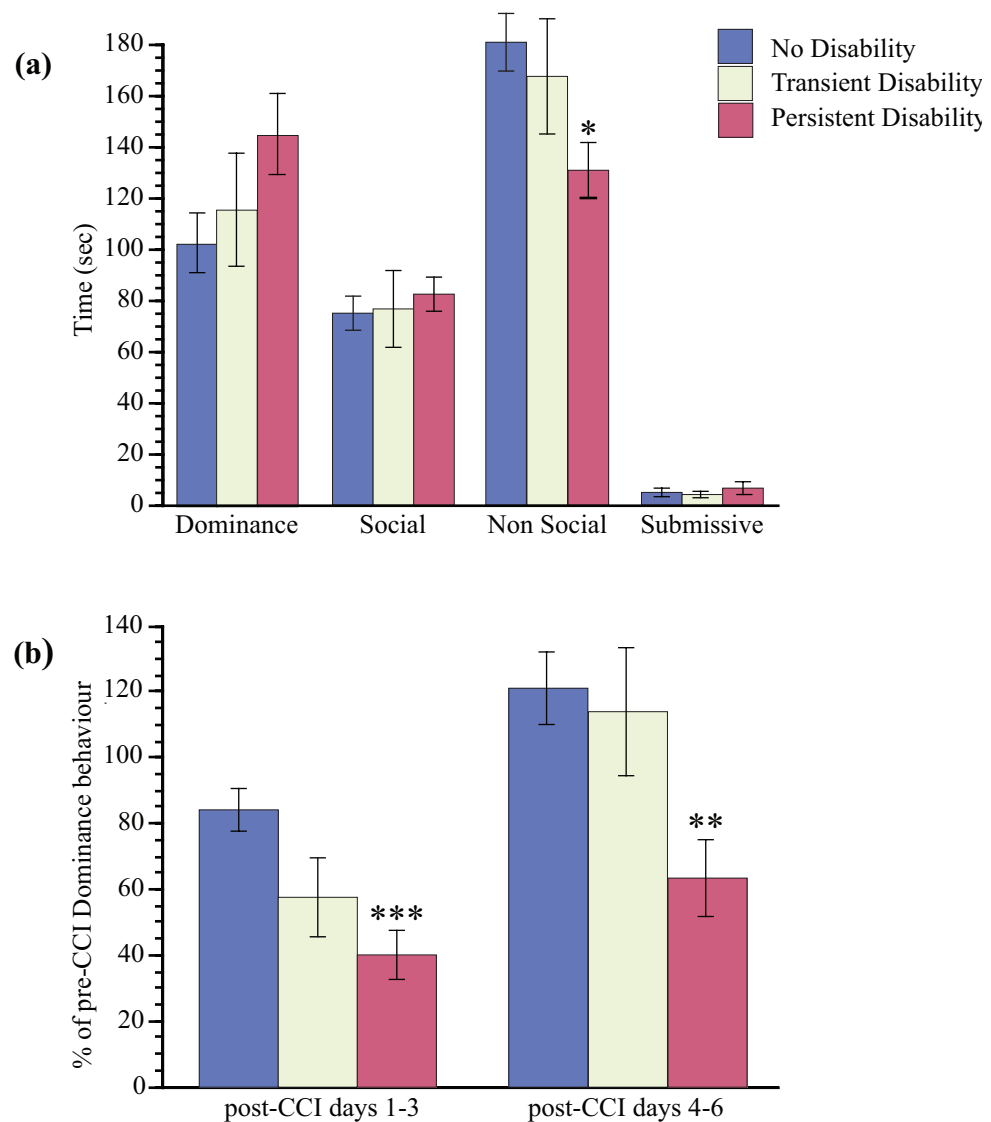 (a)
Time (sec)
180
160
140
120
100
80
60
40
20
0
*
Dominance Social Non Social Submissive
No Disability
Transient Disability
Persistent Disability
(b)
% of pre-CCI Dominance behaviour
140
120
100
80
60
40
20
0
***
**
post-CCI days 1-3 post-CCI days 4-6